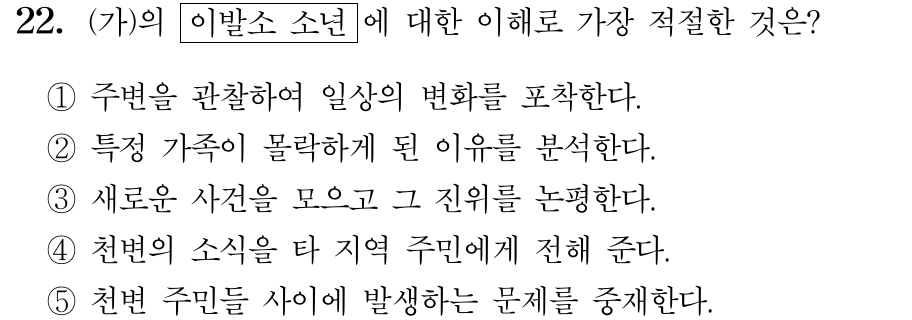 22. (가)의 이발소 소년 에 대한 이해로 가장 적절한 것은?
① 주변을 관찰하여 일상의 변화를 포착한다.
② 특정 가족이 몰락하게 된 이유를 분석한다.
③ 새로운 사건을 모으고 그 진위를 논평한다.
④ 천변의 소식을 타 지역 주민에게 전해 준다.
⑤ 천변 주민들 사이에 발생하는 문제를 중재한다.